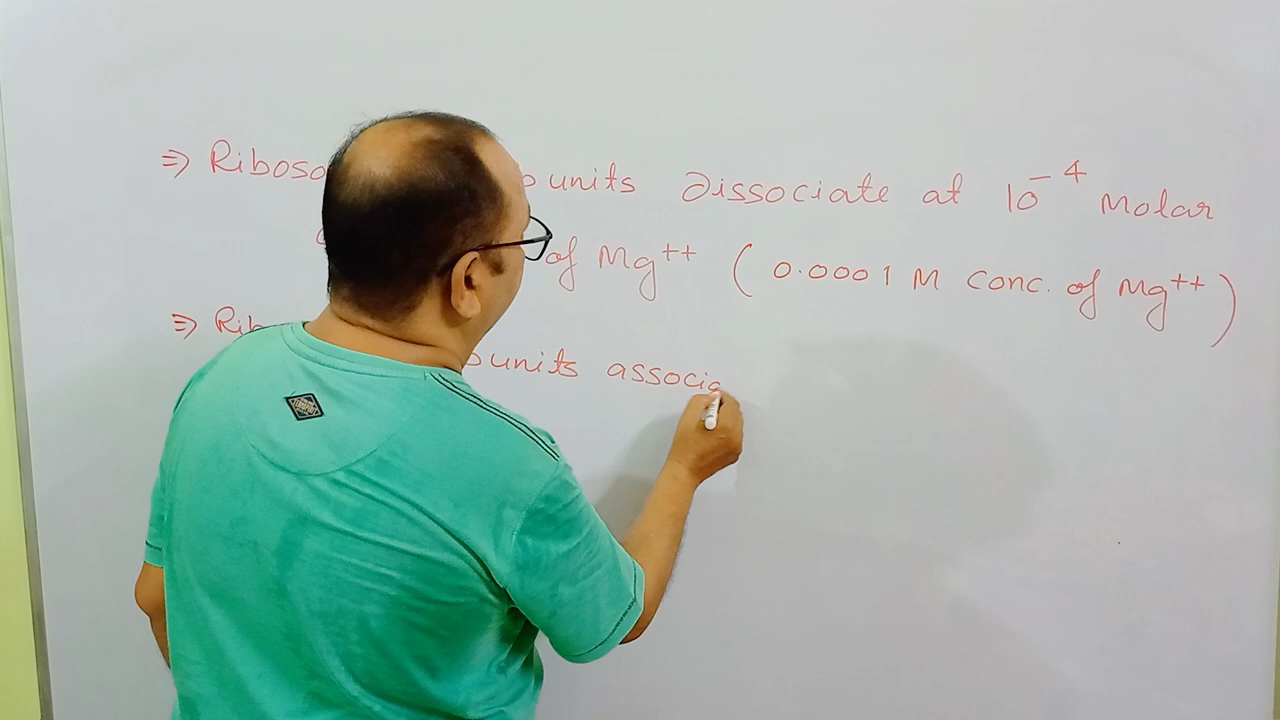 ⇒ Riboso units Dissociate at 10⁻⁴ Molar
of Mg⁺⁺ ( 0.0001 M Conc. of Mg⁺⁺ )
⇒ Rib units associa